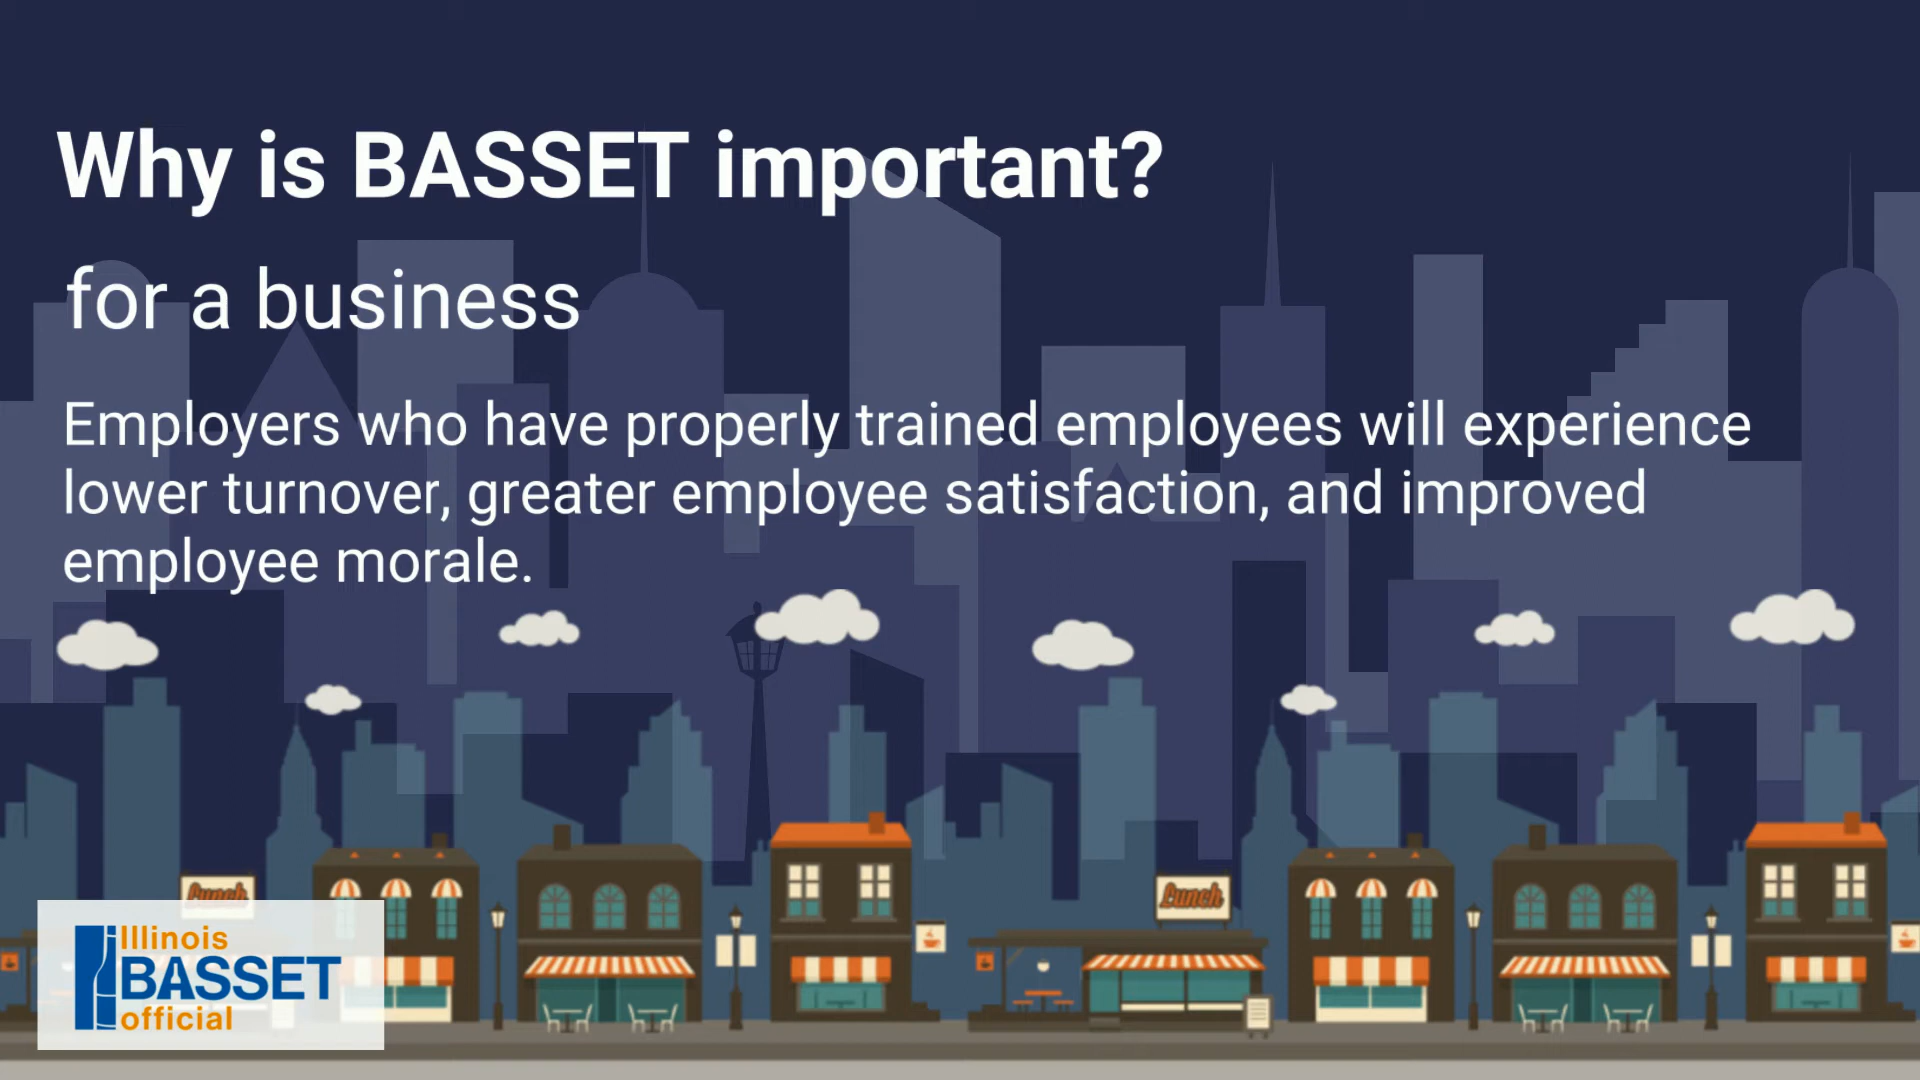 Why is BASSET important?
for a business
Employers who have properly trained employees will experience
lower turnover, greater employee satisfaction, and improved
employee morale.
Lunch
Lunch
Illinois
BASSET
official